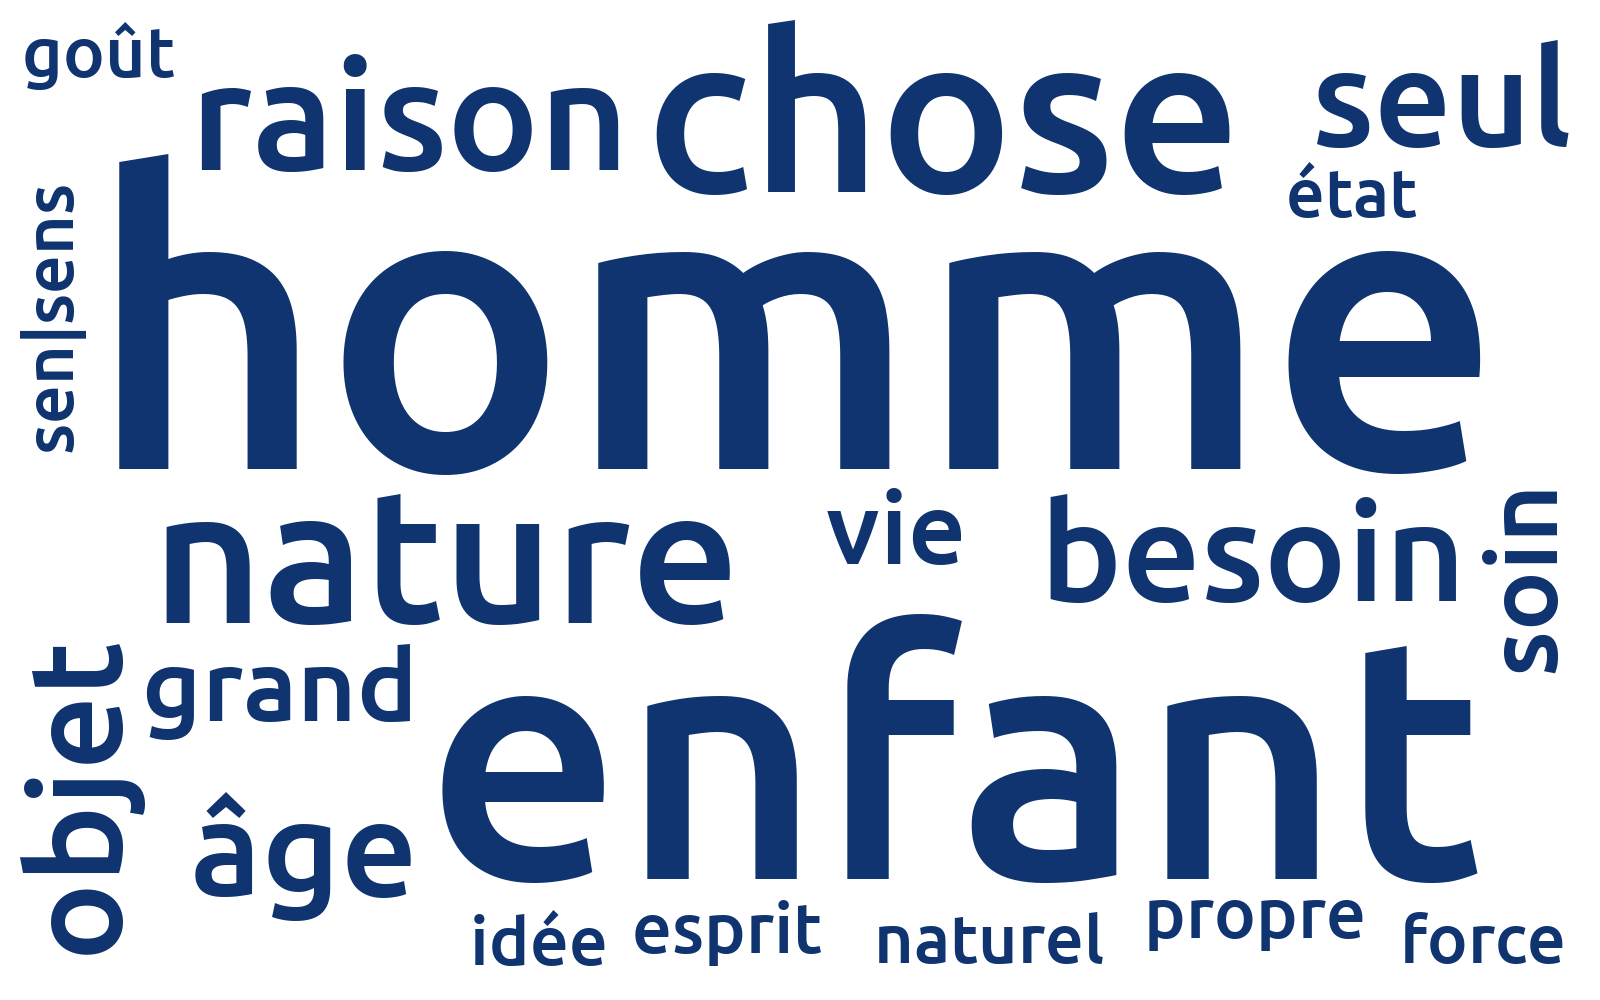 goût
raison
chose
seul
état
sen|sens
homme
nature
vie
besoin
soin
objet
grand
enfant
âge
idée
esprit
naturel
propre
force